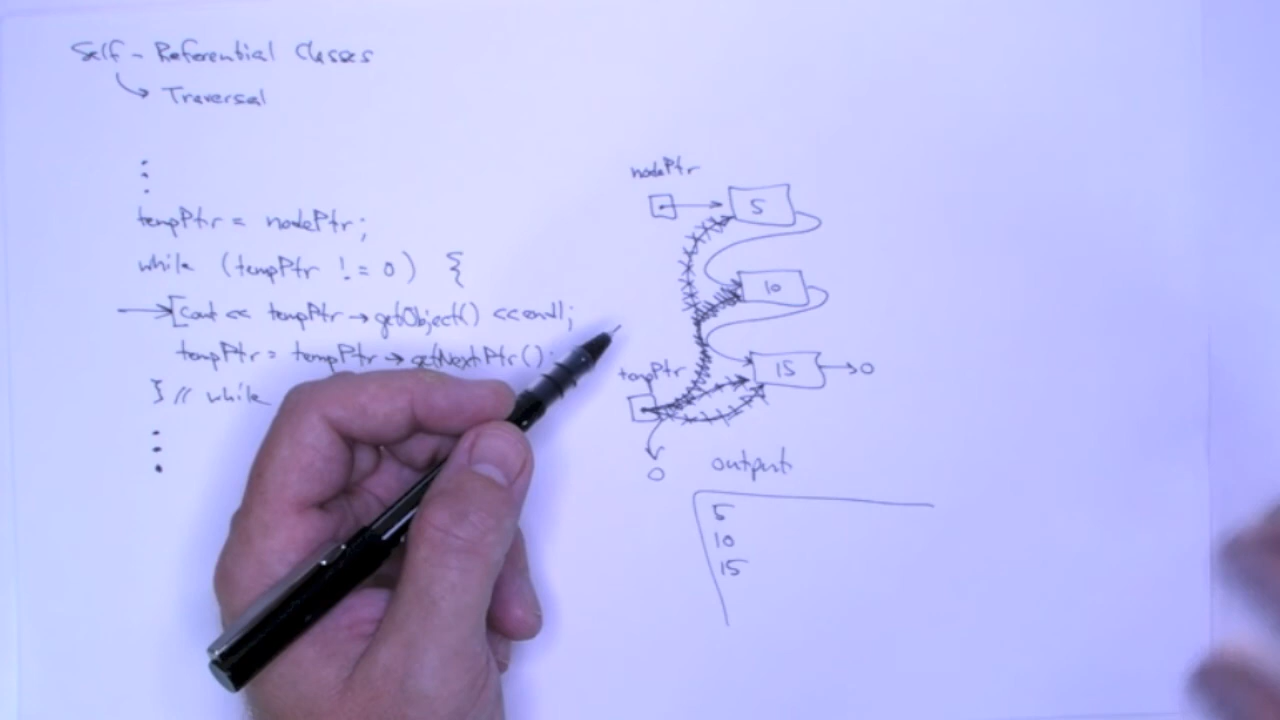 Self-Referential Classes
Traversal
tempPtr = nodePtr;
while (tempPtr != 0) {
[cout << tempPtr→getObject() << endl;
tempPtr = tempPtr→getNextPtr();
} // while
nodePtr
5
10
15 → 0
tempPtr
0
output
5
10
15